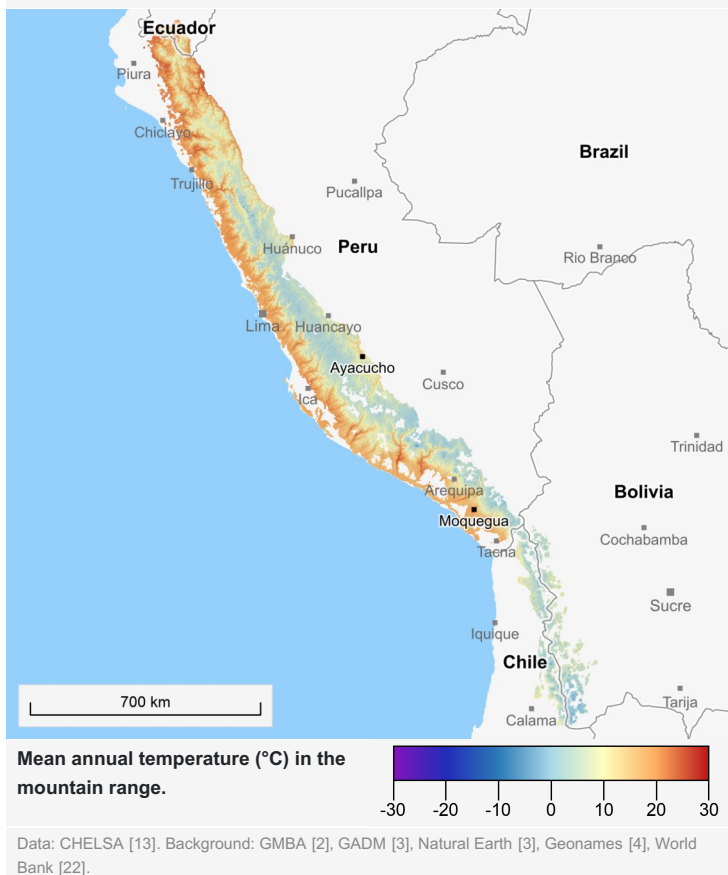 Ecuador
Piura
Chiclayo
Brazil
Trujillo
Pucallpa
Huánuco
Peru
Rio Branco
Lima
Huancayo
Ayacucho
Cusco
Ica
Trinidad
Arequipa
Bolivia
Moquegua
Cochabamba
Tacna
Sucre
Iquique
Chile
700 km
Tarija
Calama
Mean annual temperature (°C) in the
mountain range.
-30 -20 -10 0 10 20 30
Data: CHELSA [13]. Background: GMBA [2], GADM [3], Natural Earth [3], Geonames [4], World
Bank [22].